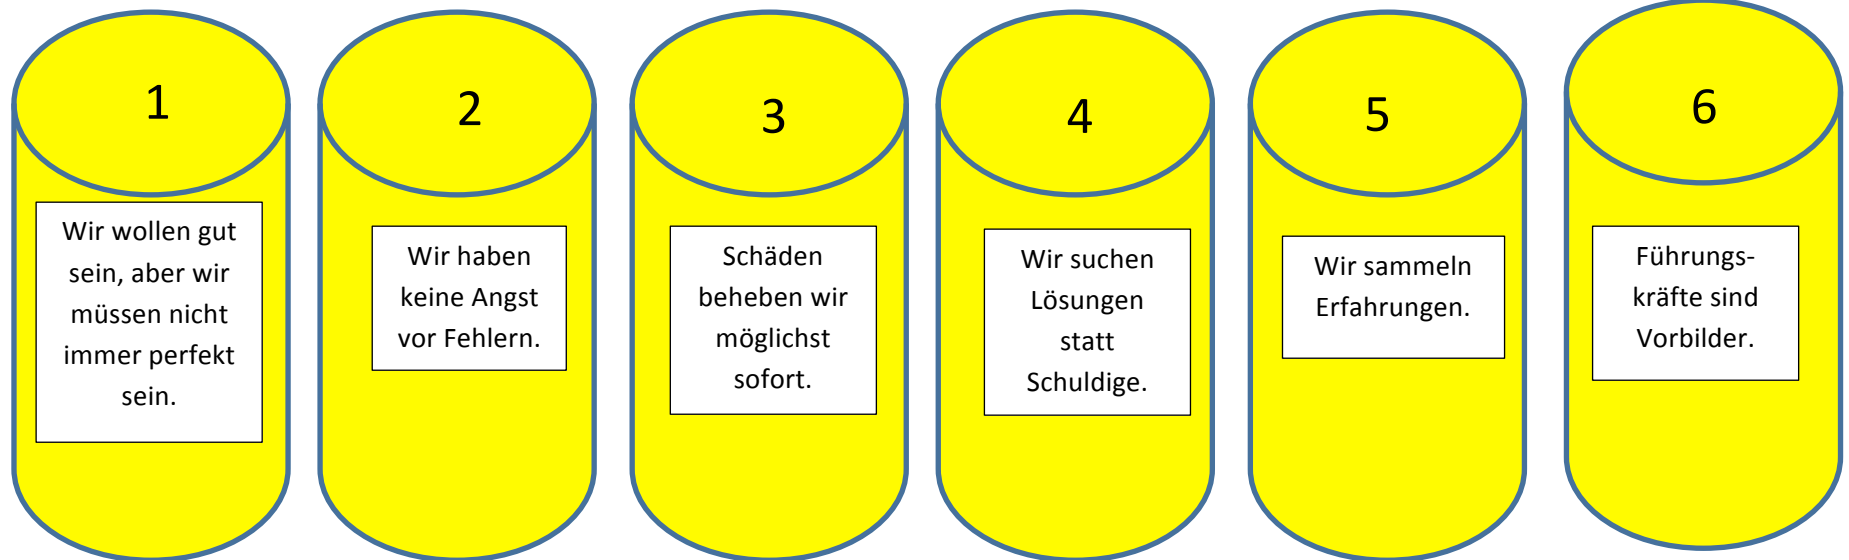 1
Wir wollen gut
sein, aber wir
müssen nicht
immer perfekt
sein.
2
Wir haben
keine Angst
vor Fehlern.
3
Schäden
beheben wir
möglichst
sofort.
4
Wir suchen
Lösungen
statt
Schuldige.
5
Wir sammeln
Erfahrungen.
6
Führungs-
kräfte sind
Vorbilder.